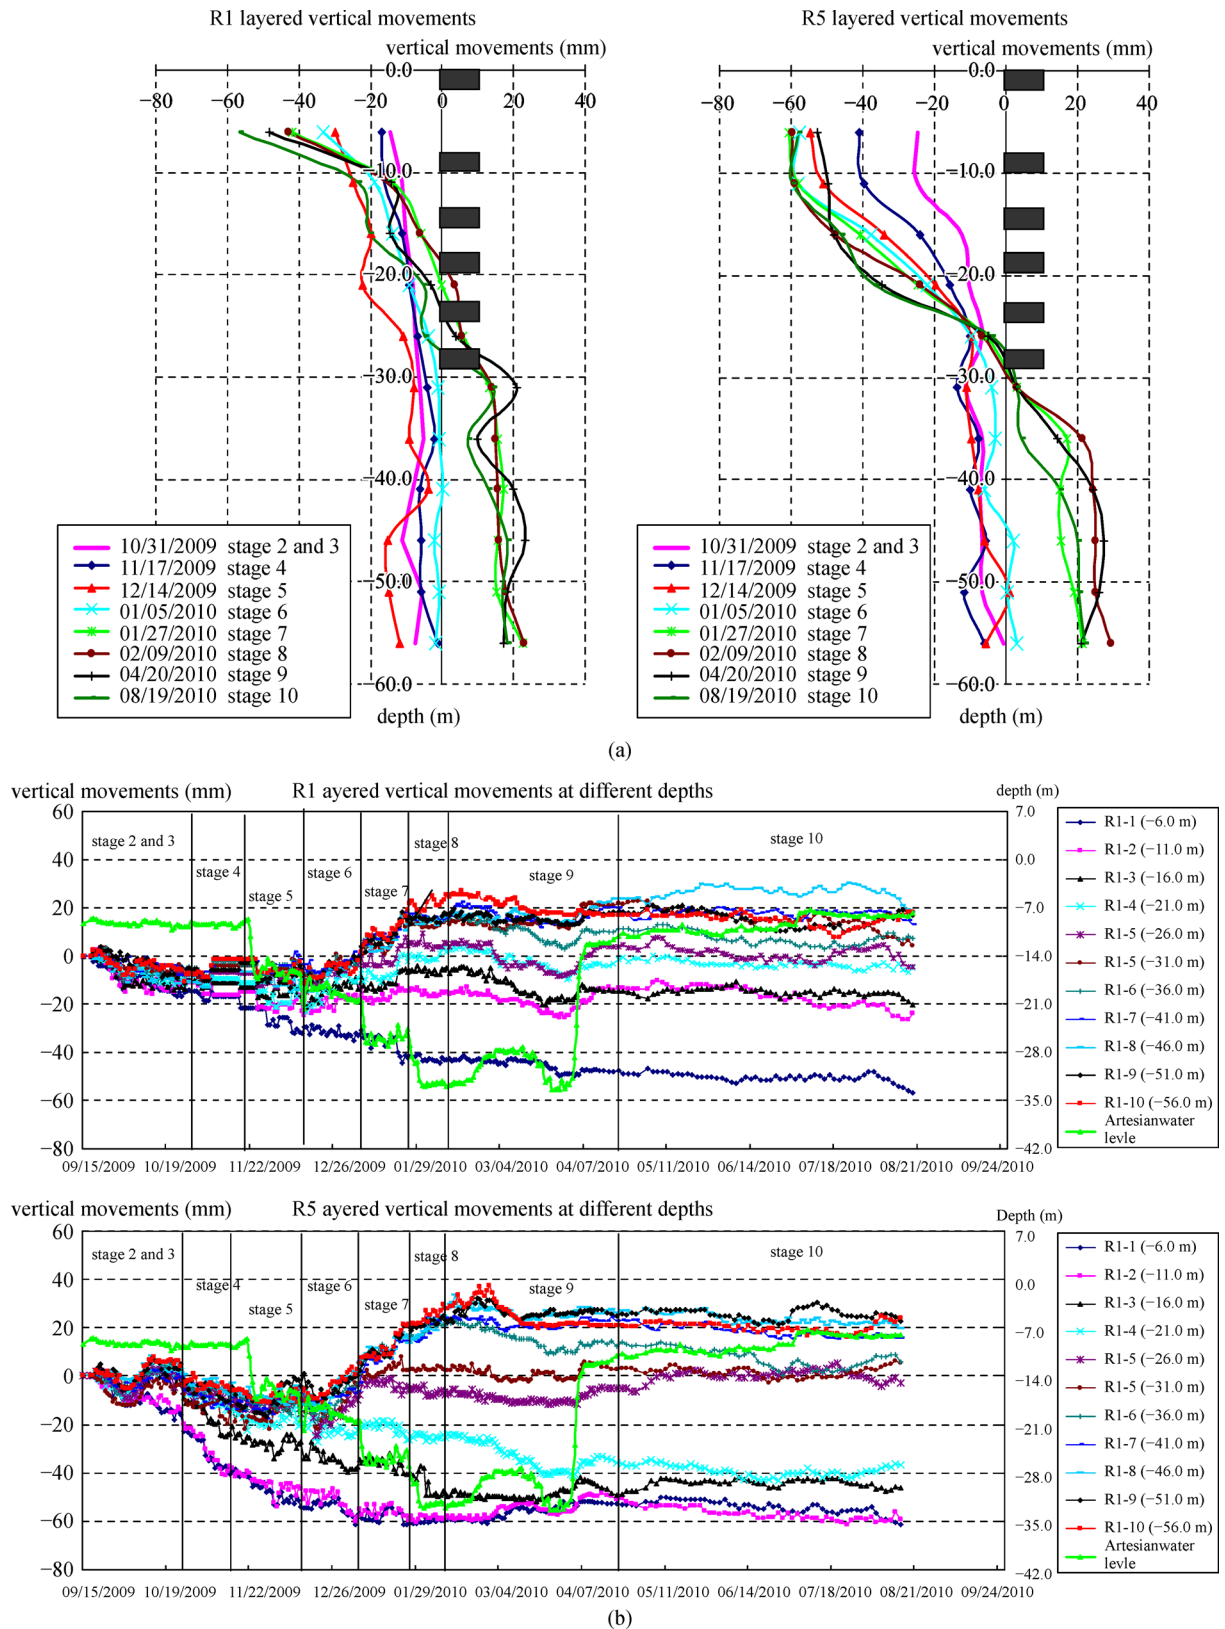 R1 layered vertical movements
vertical movements (mm)
0.0
−80 −60 −40 −20 0 20 40
−10.0
−20.0
−30.0
−40.0
−50.0
−60.0
depth (m)
10/31/2009 stage 2 and 3
11/17/2009 stage 4
12/14/2009 stage 5
01/05/2010 stage 6
01/27/2010 stage 7
02/09/2010 stage 8
04/20/2010 stage 9
08/19/2010 stage 10
R5 layered vertical movements
vertical movements (mm)
0.0
−80 −60 −40 −20 0 20 40
−10.0
−20.0
−30.0
−40.0
−50.0
−60.0
depth (m)
10/31/2009 stage 2 and 3
11/17/2009 stage 4
12/14/2009 stage 5
01/05/2010 stage 6
01/27/2010 stage 7
02/09/2010 stage 8
04/20/2010 stage 9
08/19/2010 stage 10
(a)
vertical movements (mm)
R1 ayered vertical movements at different depths
depth (m)
60
40
20
0
−20
−40
−60
−80
stage 2 and 3
stage 4
stage 5
stage 6
stage 7
stage 8
stage 9
stage 10
7.0
0.0
−7.0
−14.0
−21.0
−28.0
−35.0
−42.0
09/15/2009 10/19/2009 11/22/2009 12/26/2009 01/29/2010 03/04/2010 04/07/2010 05/11/2010 06/14/2010 07/18/2010 08/21/2010 09/24/2010
R1-1 (−6.0 m)
R1-2 (−11.0 m)
R1-3 (−16.0 m)
R1-4 (−21.0 m)
R1-5 (−26.0 m)
R1-5 (−31.0 m)
R1-6 (−36.0 m)
R1-7 (−41.0 m)
R1-8 (−46.0 m)
R1-9 (−51.0 m)
R1-10 (−56.0 m)
Artesianwater
levle
vertical movements (mm)
R5 ayered vertical movements at different depths
Depth (m)
60
40
20
0
−20
−40
−60
−80
stage 2 and 3
stage 4
stage 5
stage 6
stage 7
stage 8
stage 9
stage 10
7.0
0.0
−7.0
−14.0
−21.0
−28.0
−35.0
−42.0
09/15/2009 10/19/2009 11/22/2009 12/26/2009 01/29/2010 03/04/2010 04/07/2010 05/11/2010 06/14/2010 07/18/2010 08/21/2010 09/24/2010
R1-1 (−6.0 m)
R1-2 (−11.0 m)
R1-3 (−16.0 m)
R1-4 (−21.0 m)
R1-5 (−26.0 m)
R1-5 (−31.0 m)
R1-6 (−36.0 m)
R1-7 (−41.0 m)
R1-8 (−46.0 m)
R1-9 (−51.0 m)
R1-10 (−56.0 m)
Artesianwater
levle
(b)